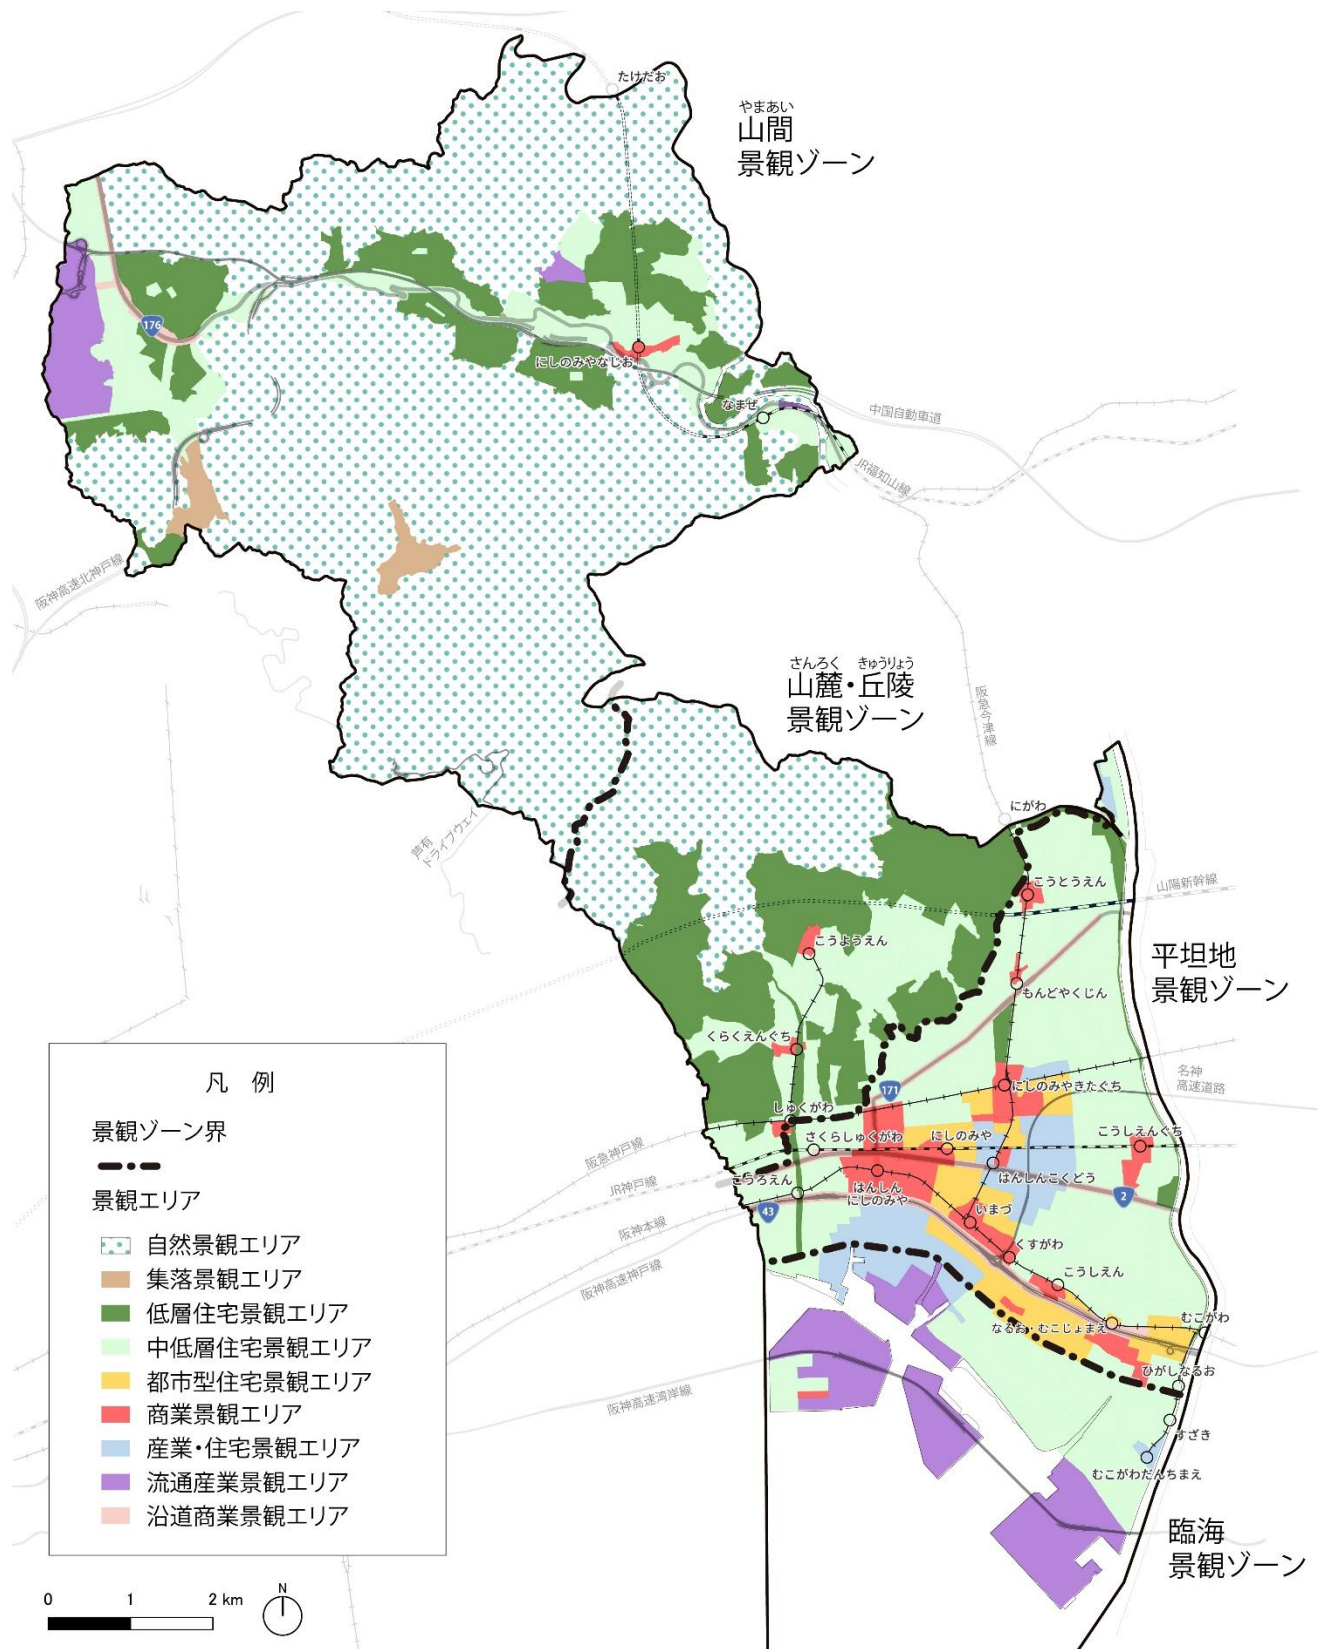 たけだお
やまあい
山間
景観ゾーン
176
にしのみやなじお
なまぜ
中国自動車道
JR福知山線
阪神高速北神戸線
さんろく きゅうりょう
山麓・丘陵
景観ゾーン
阪急今津線
芦有
ドライブウェイ
にがわ
こうとうえん
山陽新幹線
こうようえん
平坦地
景観ゾーン
もんどやくじん
くらくえんぐち
171
にしのみやきたぐち
名神
高速道路
しゅくがわ
さくらしゅくがわ
にしのみや
こうしえんぐち
阪急神戸線
JR神戸線
こうろえん
はんしん
にしのみや
はんしんこくどう
2
43
いまづ
阪神本線
くすがわ
阪神高速神戸線
こうしえん
なるお・むこじょまえ
むこがわ
ひがしなるお
阪神高速湾岸線
すざき
むこがわだんちまえ
臨海
景観ゾーン
凡 例
景観ゾーン界
景観エリア
自然景観エリア
集落景観エリア
低層住宅景観エリア
中低層住宅景観エリア
都市型住宅景観エリア
商業景観エリア
産業・住宅景観エリア
流通産業景観エリア
沿道商業景観エリア
0 1 2 km
N